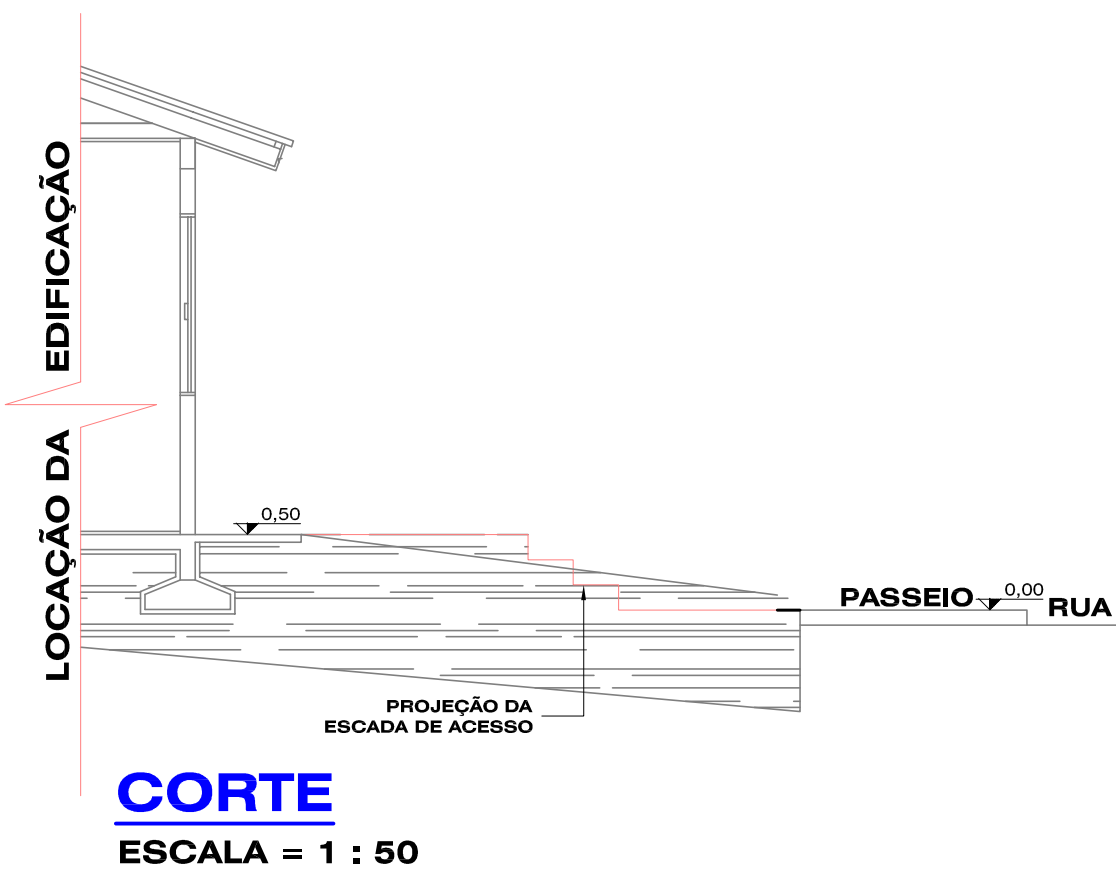 LOCAÇÃO DA EDIFICAÇÃO
0,50
PASSEIO
0,00
RUA
PROJEÇÃO DA
ESCADA DE ACESSO
CORTE
ESCALA = 1 : 50